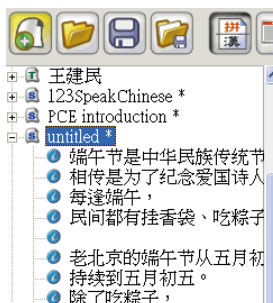 拼
漢
王建民
123SpeakChinese *
PCE introduction *
untitled *
端午节是中华民族传统节
相传是为了纪念爱国诗人
每逢端午，
民间都有挂香袋、吃粽子
老北京的端午节从五月初
持续到五月初五。
除了吃粽子，